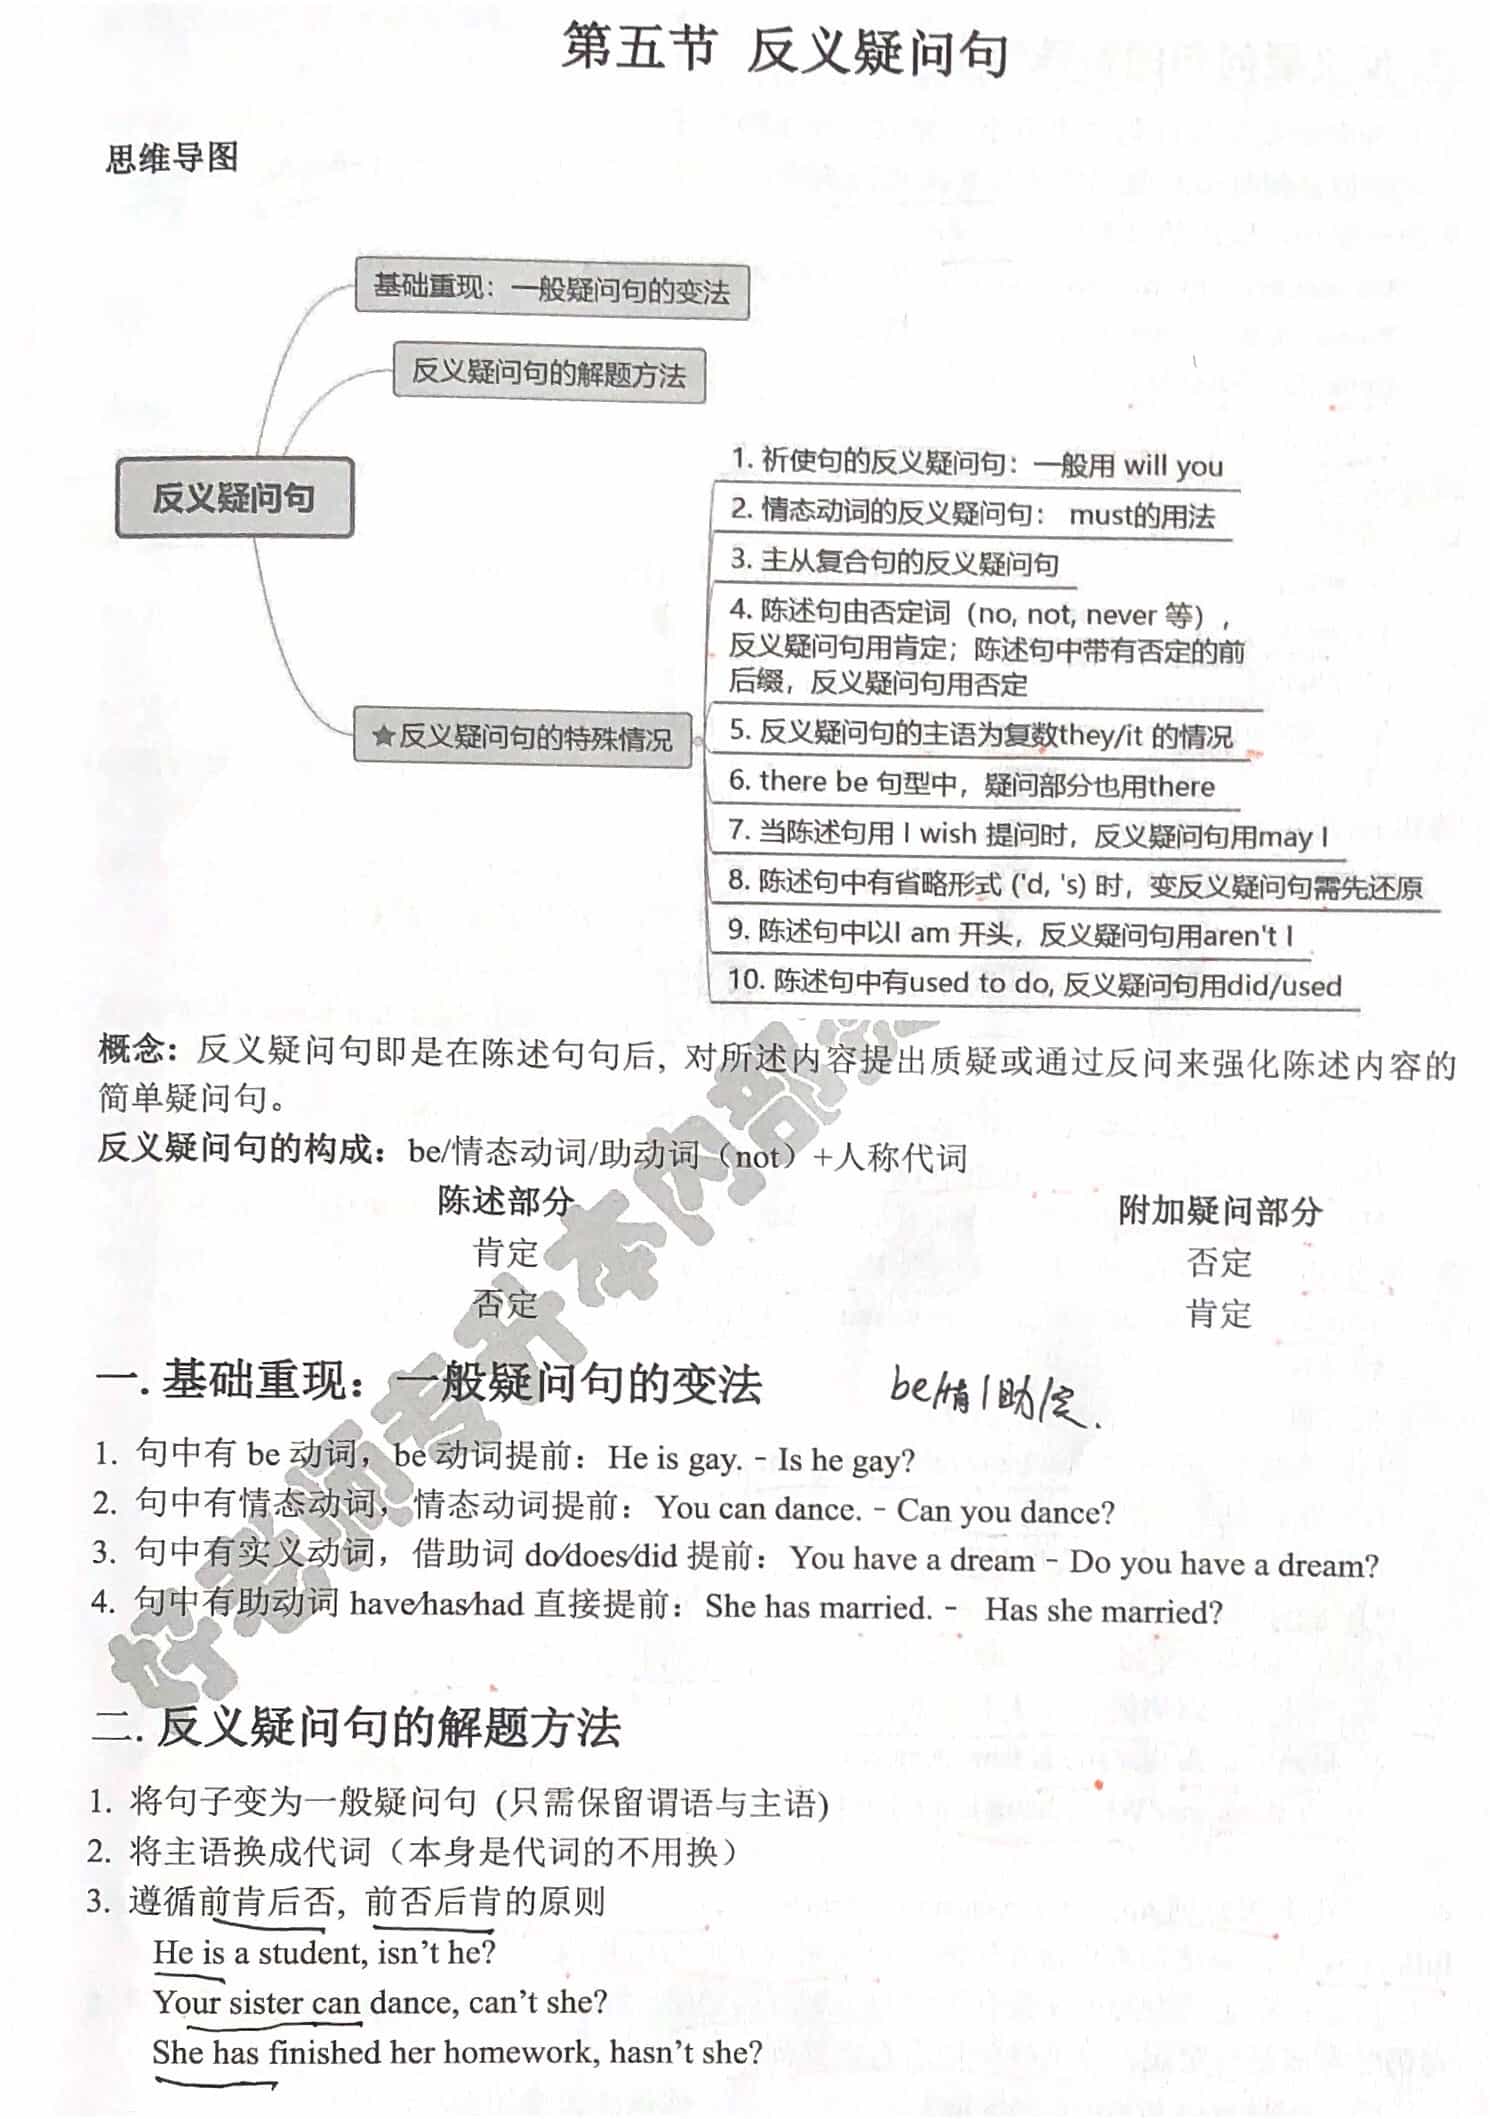 第五节 反义疑问句
思维导图
基础重现：一般疑问句的变法
反义疑问句的解题方法
反义疑问句
★反义疑问句的特殊情况
1. 祈使句的反义疑问句：一般用 will you
2. 情态动词的反义疑问句： must的用法
3. 主从复合句的反义疑问句
4. 陈述句由否定词（no, not, never 等），
反义疑问句用肯定；陈述句中带有否定的前
后缀，反义疑问句用否定
5. 反义疑问句的主语为复数they/it 的情况
6. there be 句型中，疑问部分也用there
7. 当陈述句用 I wish 提问时，反义疑问句用may I
8. 陈述句中有省略形式 ('d, 's) 时，变反义疑问句需先还原
9. 陈述句中以I am 开头，反义疑问句用aren't I
10. 陈述句中有used to do, 反义疑问句用did/used
概念：反义疑问句即是在陈述句句后, 对所述内容提出质疑或通过反问来强化陈述内容的
简单疑问句。
反义疑问句的构成：be/情态动词/助动词（not）+人称代词
陈述部分 附加疑问部分
肯定 否定
否定 肯定
一. 基础重现：一般疑问句的变法 be/情/助/定.
1. 句中有 be 动词，be 动词提前：He is gay. - Is he gay?
2. 句中有情态动词，情态动词提前：You can dance. - Can you dance?
3. 句中有实义动词，借助词 do/does/did 提前：You have a dream - Do you have a dream?
4. 句中有助动词 have/has/had 直接提前：She has married. - Has she married?
二. 反义疑问句的解题方法
1. 将句子变为一般疑问句 (只需保留谓语与主语)
2. 将主语换成代词（本身是代词的不用换）
3. 遵循前肯后否, 前否后肯的原则
He is a student, isn't he?
Your sister can dance, can't she?
She has finished her homework, hasn't she?
好老师专升本内部